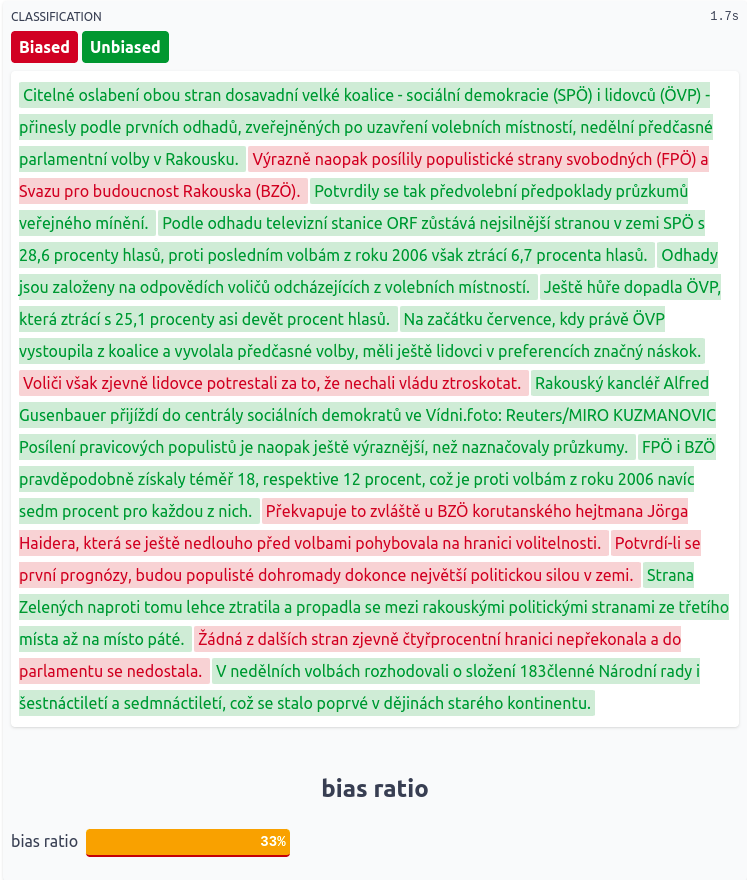 CLASSIFICATION 1.7s
Biased Unbiased
Citelné oslabení obou stran dosavadní velké koalice - sociální demokracie (SPÖ) i lidovců (ÖVP) -
přinesly podle prvních odhadů, zveřejněných po uzavření volebních místností, nedělní předčasné
parlamentní volby v Rakousku. Výrazně naopak posílily populistické strany svobodných (FPÖ) a
Svazu pro budoucnost Rakouska (BZÖ). Potvrdily se tak předvolební předpoklady průzkumů
veřejného mínění. Podle odhadu televizní stanice ORF zůstává nejsilnější stranou v zemi SPÖ s
28,6 procenty hlasů, proti posledním volbám z roku 2006 však ztrácí 6,7 procenta hlasů. Odhady
jsou založeny na odpovědích voličů odcházejících z volebních místností. Ještě hůře dopadla ÖVP,
která ztrácí s 25,1 procenty asi devět procent hlasů. Na začátku července, kdy právě ÖVP
vystoupila z koalice a vyvolala předčasné volby, měli ještě lidovci v preferencích značný náskok.
Voliči však zjevně lidovce potrestali za to, že nechali vládu ztroskotat. Rakouský kancléř Alfred
Gusenbauer přijíždí do centrály sociálních demokratů ve Vídni.foto: Reuters/MIRO KUZMANOVIC
Posílení pravicových populistů je naopak ještě výraznější, než naznačovaly průzkumy. FPÖ i BZÖ
pravděpodobně získaly téměř 18, respektive 12 procent, což je proti volbám z roku 2006 navíc
sedm procent pro každou z nich. Překvapuje to zvláště u BZÖ korutanského hejtmana Jörga
Haidera, která se ještě nedlouho před volbami pohybovala na hranici volitelnosti. Potvrdí-li se
první prognózy, budou populisté dohromady dokonce největší politickou silou v zemi. Strana
Zelených naproti tomu lehce ztratila a propadla se mezi rakouskými politickými stranami ze třetího
místa až na místo páté. Žádná z dalších stran zjevně čtyřprocentní hranici nepřekonala a do
parlamentu se nedostala. V nedělních volbách rozhodovali o složení 183členné Národní rady i
šestnáctiletí a sedmnáctiletí, což se stalo poprvé v dějinách starého kontinentu.
bias ratio
bias ratio 33%